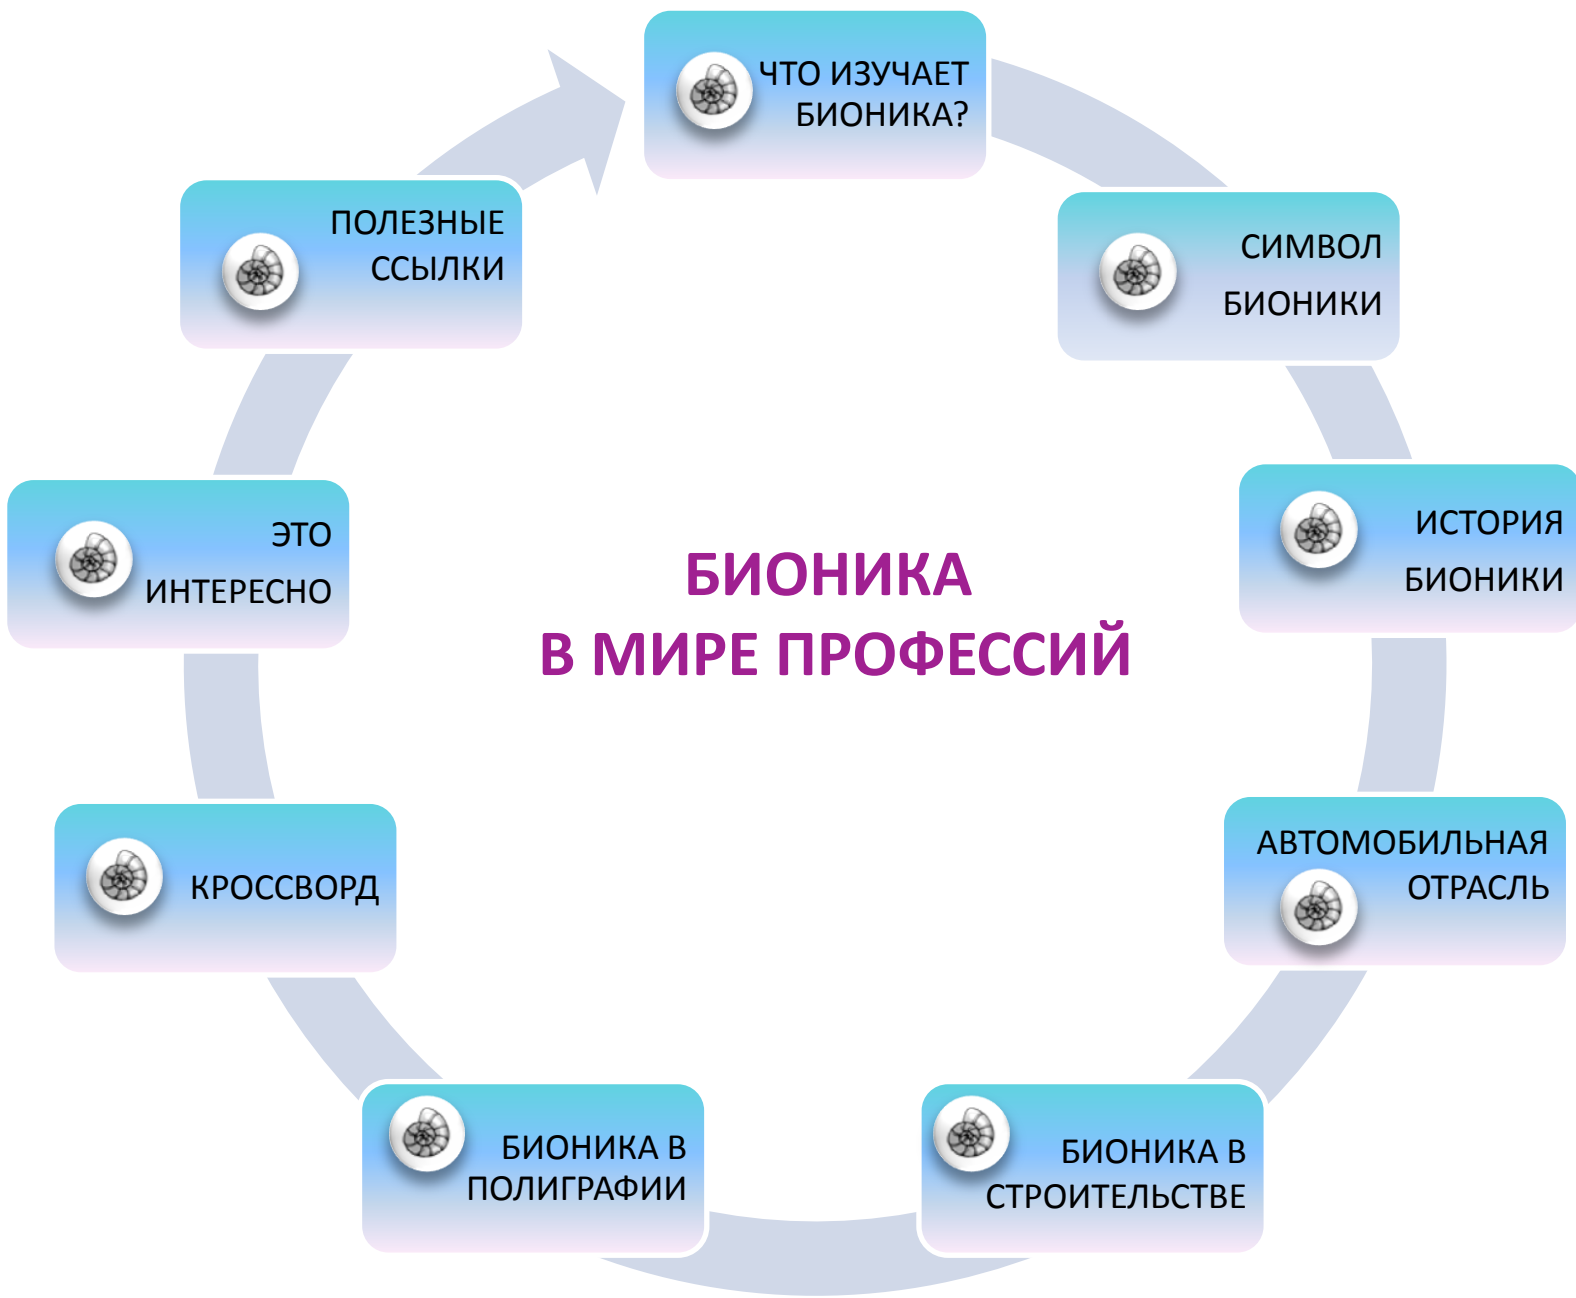 ЧТО ИЗУЧАЕТ
БИОНИКА?
СИМВОЛ
БИОНИКИ
ИСТОРИЯ
БИОНИКИ
АВТОМОБИЛЬНАЯ
ОТРАСЛЬ
БИОНИКА В
СТРОИТЕЛЬСТВЕ
БИОНИКА В
ПОЛИГРАФИИ
КРОССВОРД
ЭТО
ИНТЕРЕСНО
ПОЛЕЗНЫЕ
ССЫЛКИ
БИОНИКА
В МИРЕ ПРОФЕССИЙ